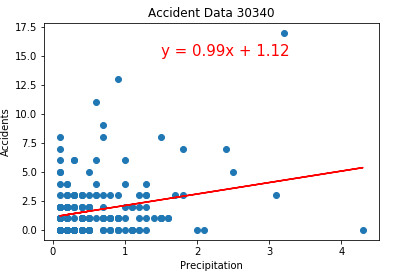 Accident Data 30340
17.5
y = 0.99x + 1.12
15.0
12.5
10.0
Accidents
7.5
5.0
2.5
0.0
0 1 2 3 4
Precipitation